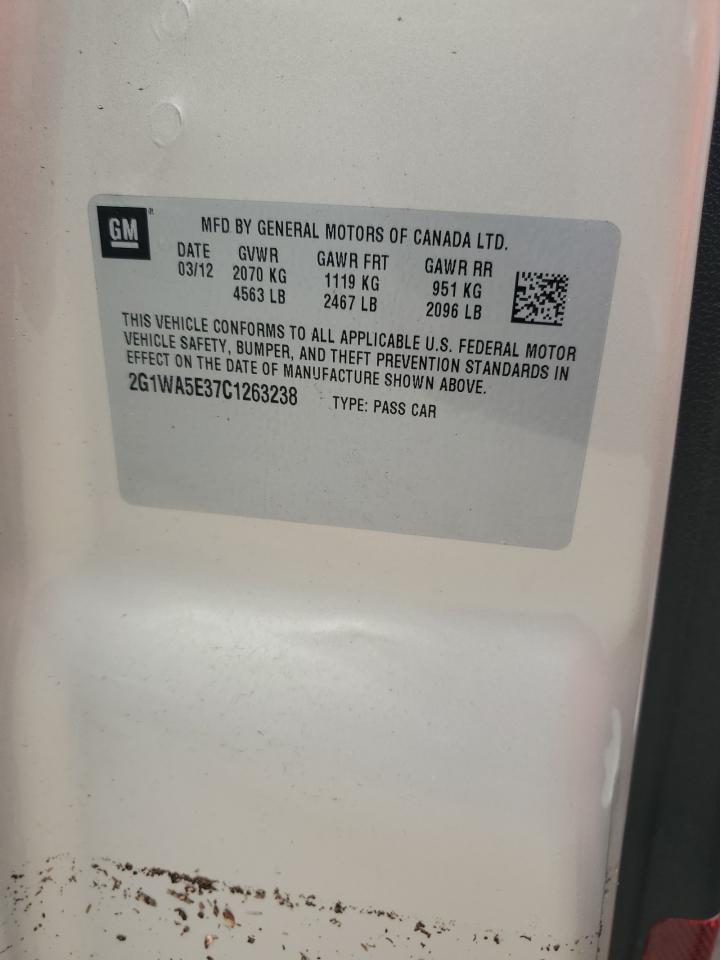 GM
MFD BY GENERAL MOTORS OF CANADA LTD.
DATE GVWR GAWR FRT GAWR RR
03/12 2070 KG 1119 KG 951 KG
4563 LB 2467 LB 2096 LB
THIS VEHICLE CONFORMS TO ALL APPLICABLE U.S. FEDERAL MOTOR
VEHICLE SAFETY, BUMPER, AND THEFT PREVENTION STANDARDS IN
EFFECT ON THE DATE OF MANUFACTURE SHOWN ABOVE.
2G1WA5E37C1263238 TYPE: PASS CAR